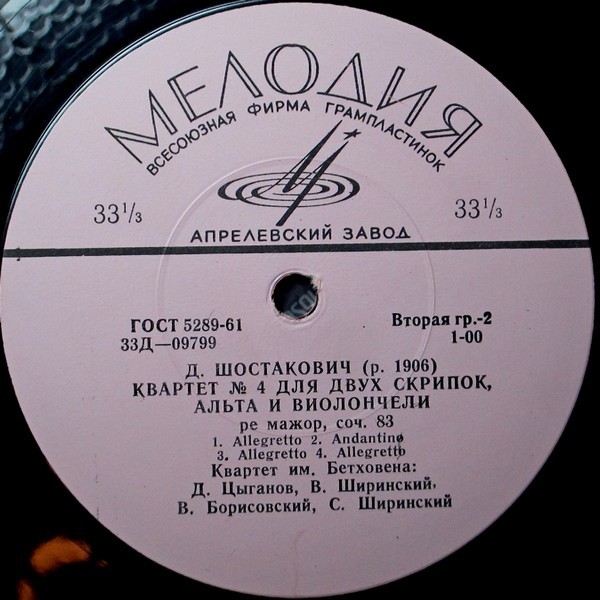 МЕЛОДИЯ
ВСЕСОЮЗНАЯ ФИРМА ГРАМПЛАСТИНОК
33⅓ 33⅓
АПРЕЛЕВСКИЙ ЗАВОД
ГОСТ 5289-61 Вторая гр.-2
33Д—09799 1-00
Д. ШОСТАКОВИЧ (р. 1906)
КВАРТЕТ № 4 ДЛЯ ДВУХ СКРИПОК,
АЛЬТА И ВИОЛОНЧЕЛИ
ре мажор, соч. 83
1. Allegretto 2. Andantino
3. Allegretto 4. Allegretto
Квартет им. Бетховена:
Д. Цыганов, В. Ширинский,
В. Борисовский, С. Ширинский